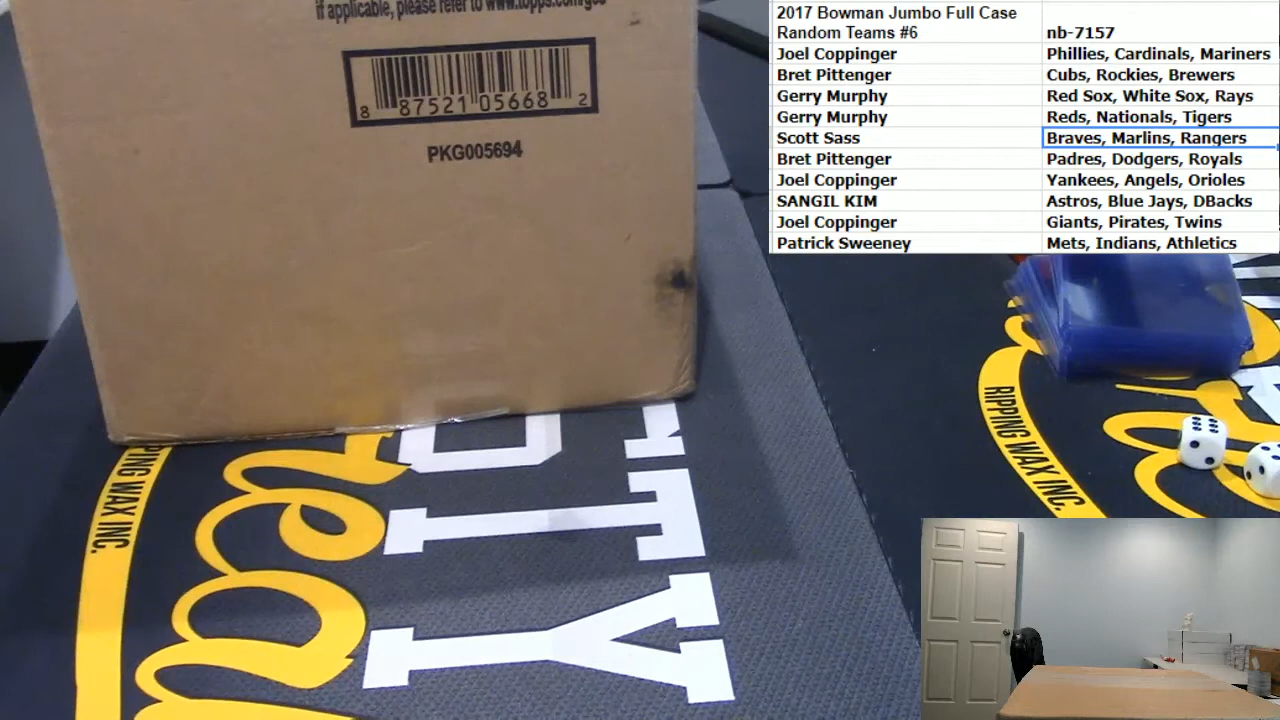 if applicable, please refer to www.topps.com/gos
8 87521 05668 2
PKG005694
2017 Bowman Jumbo Full Case
Random Teams #6 nb-7157
Joel Coppinger Phillies, Cardinals, Mariners
Bret Pittenger Cubs, Rockies, Brewers
Gerry Murphy Red Sox, White Sox, Rays
Gerry Murphy Reds, Nationals, Tigers
Scott Sass Braves, Marlins, Rangers
Bret Pittenger Padres, Dodgers, Royals
Joel Coppinger Yankees, Angels, Orioles
SANGIL KIM Astros, Blue Jays, DBacks
Joel Coppinger Giants, Pirates, Twins
Patrick Sweeney Mets, Indians, Athletics
RIPPING WAX INC.
PING WAX INC.
ITY